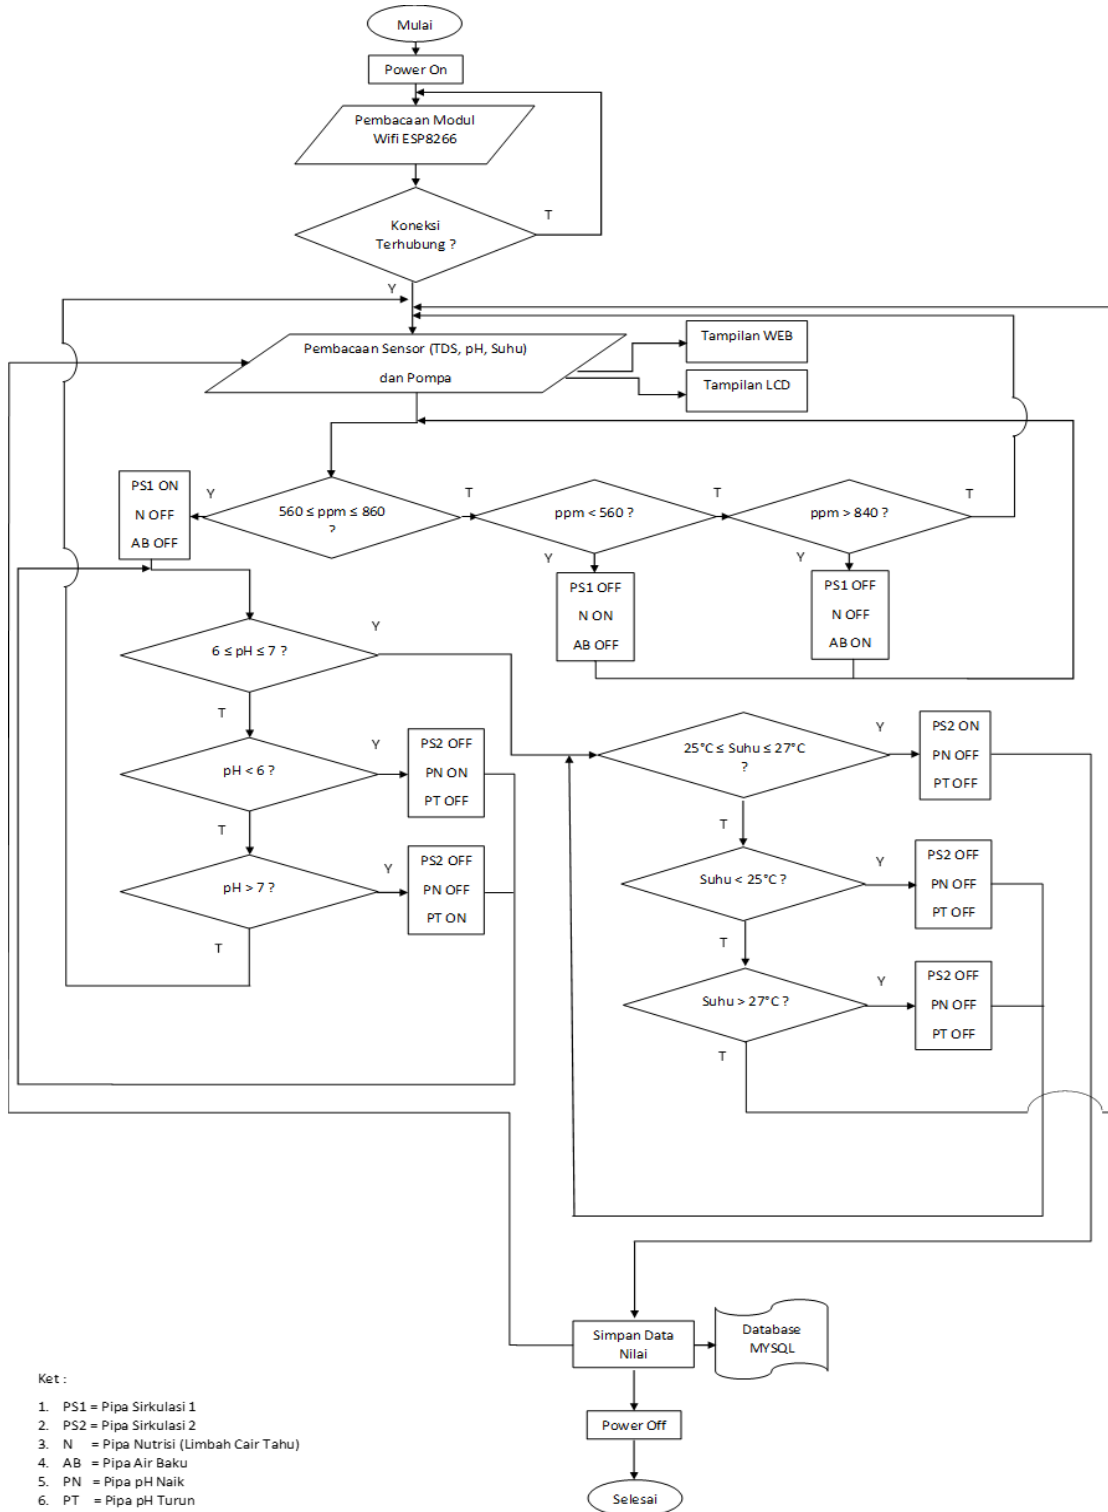 Mulai
Power On
Pembacaan Modul
Wifi ESP8266
Koneksi
Terhubung ?
T
Y
Pembacaan Sensor (TDS, pH, Suhu)
dan Pompa
Tampilan WEB
Tampilan LCD
PS1 ON
N OFF
AB OFF
Y
560 ≤ ppm ≤ 860
?
T
ppm < 560 ?
T
ppm > 840 ?
T
Y
PS1 OFF
N ON
AB OFF
Y
PS1 OFF
N OFF
AB ON
6 ≤ pH ≤ 7 ?
Y
T
pH < 6 ?
Y
PS2 OFF
PN ON
PT OFF
T
pH > 7 ?
Y
PS2 OFF
PN OFF
PT ON
T
25°C ≤ Suhu ≤ 27°C
?
Y
PS2 ON
PN OFF
PT OFF
T
Suhu < 25°C ?
Y
PS2 OFF
PN OFF
PT OFF
T
Suhu > 27°C ?
Y
PS2 OFF
PN OFF
PT OFF
T
Simpan Data
Nilai
Database
MYSQL
Power Off
Selesai
Ket :
1. PS1 = Pipa Sirkulasi 1
2. PS2 = Pipa Sirkulasi 2
3. N = Pipa Nutrisi (Limbah Cair Tahu)
4. AB = Pipa Air Baku
5. PN = Pipa pH Naik
6. PT = Pipa pH Turun